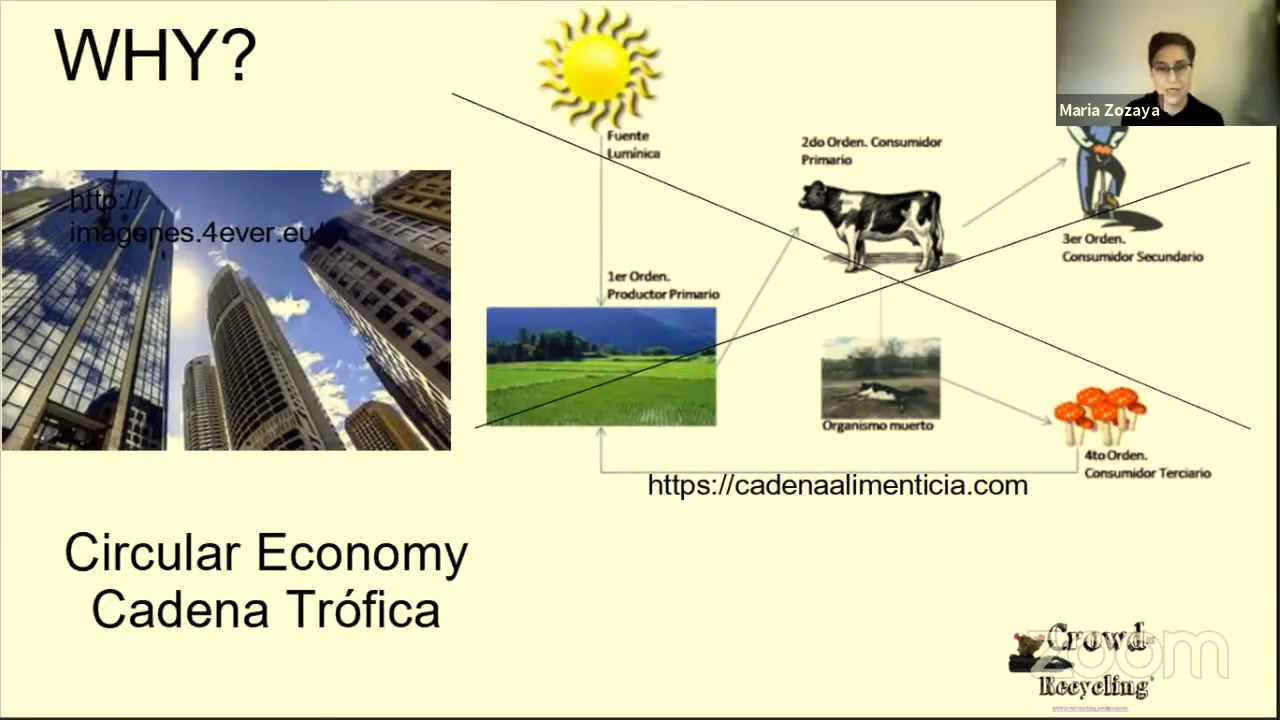 WHY?
Maria Zozaya
Fuente
Lumínica
2do Orden. Consumidor
Primario
http://
imagenes.4ever.eu/
3er Orden.
Consumidor Secundario
1er Orden.
Productor Primario
Organismo muerto
4to Orden.
Consumidor Terciario
https://cadenaalimenticia.com
Circular Economy
Cadena Trófica
Crowd
zoom
Recycling